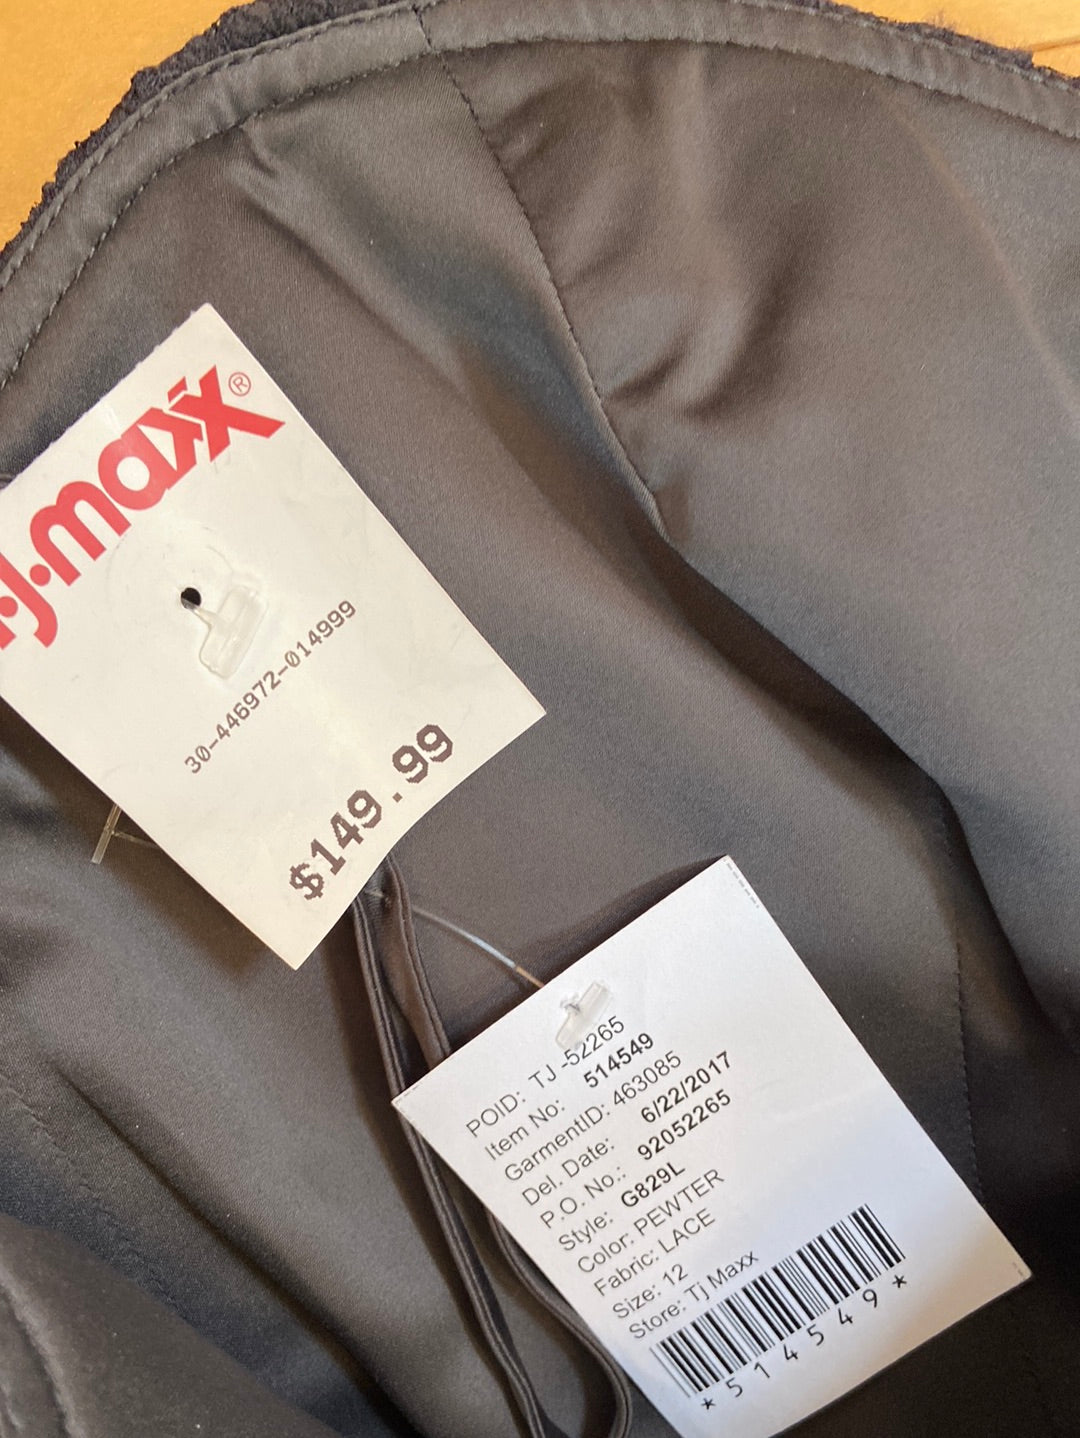 t.j.maxx®
30-446972-014999
$149.99
POID: TJ -52265
Item No: 514549
GarmentID: 463085
Del. Date: 6/22/2017
P.O. No.: 92052265
Style: G829L
Color: PEWTER
Fabric: LACE
Size: 12
Store: Tj Maxx
*514549*